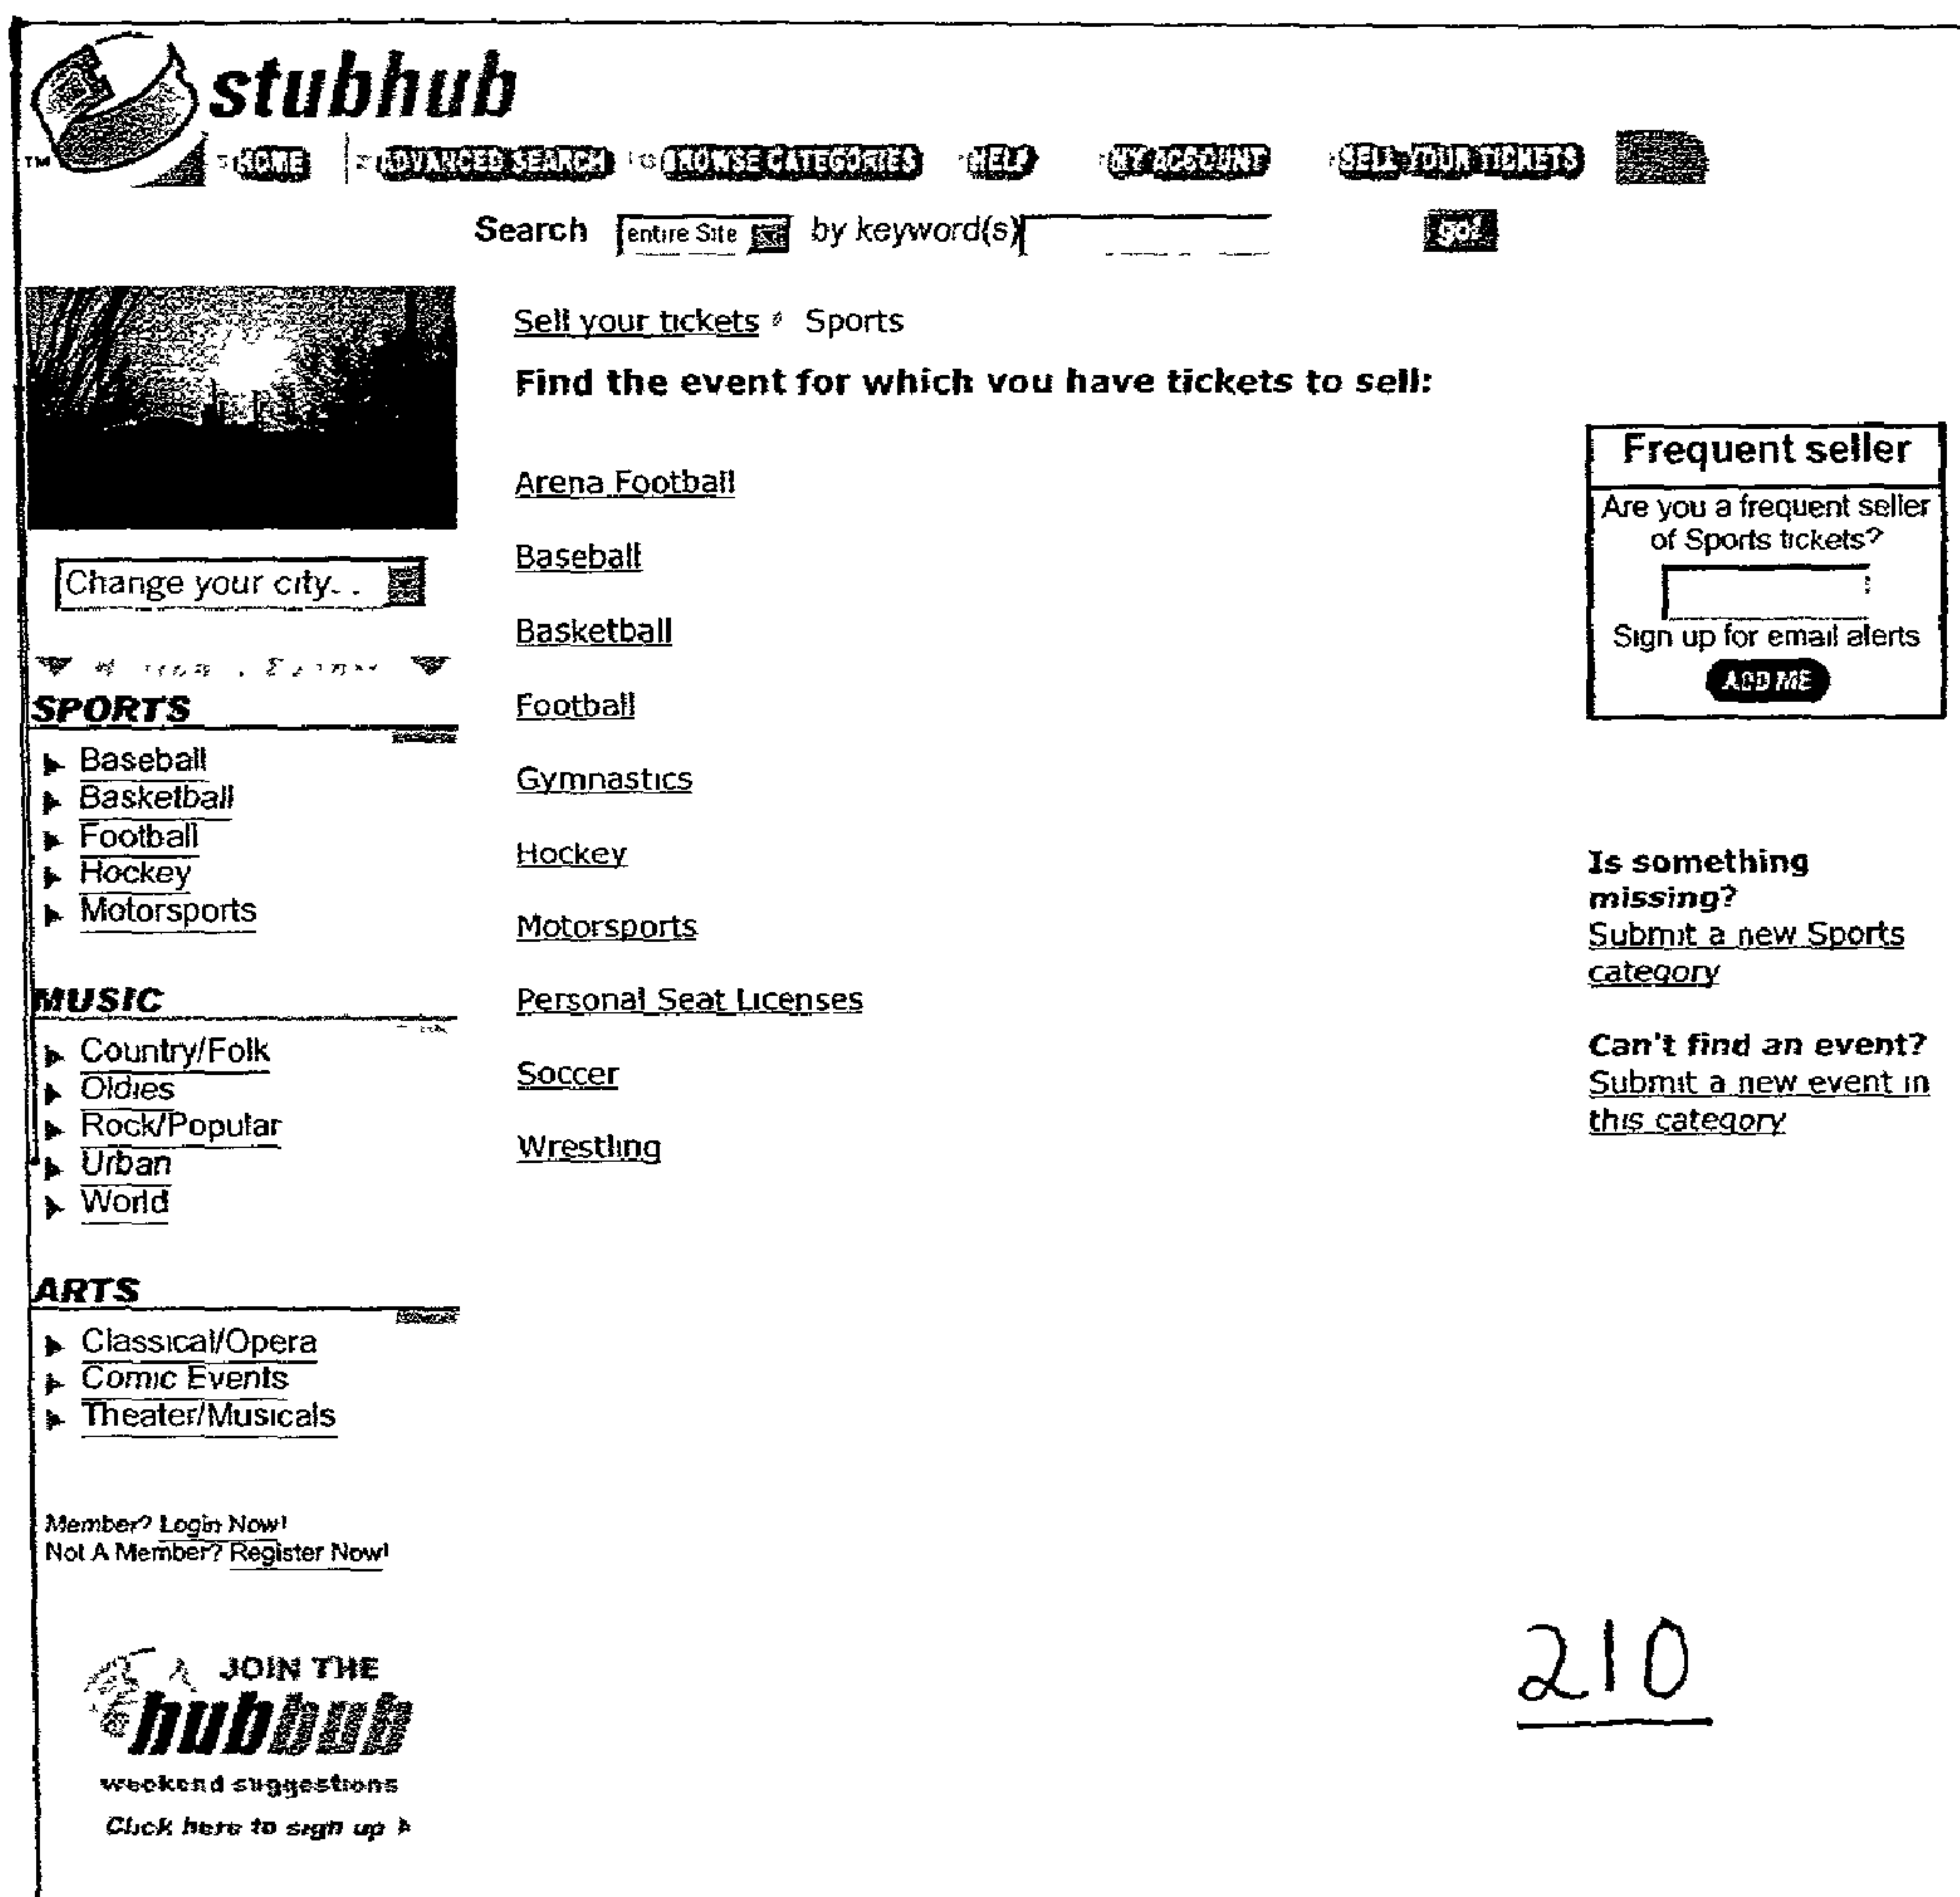 stubhub
TM
HOME
ADVANCED SEARCH
BROWSE CATEGORIES
HELP
MY ACCOUNT
SELL YOUR TICKETS
Search entire Site by keyword(s) go!
Sell your tickets Sports
Find the event for which you have tickets to sell:
Arena Football
Baseball
Basketball
Football
Gymnastics
Hockey
Motorsports
Personal Seat Licenses
Soccer
Wrestling
Change your city. .
SPORTS
Baseball
Basketball
Football
Hockey
Motorsports
MUSIC
Country/Folk
Oldies
Rock/Popular
Urban
World
ARTS
Classical/Opera
Comic Events
Theater/Musicals
Member? Login Now!
Not A Member? Register Now!
JOIN THE
hubbub
weekend suggestions
Click here to sign up
Frequent seller
Are you a frequent seller
of Sports tickets?
Sign up for email alerts
ADD ME
Is something
missing?
Submit a new Sports
category
Can't find an event?
Submit a new event in
this category
210